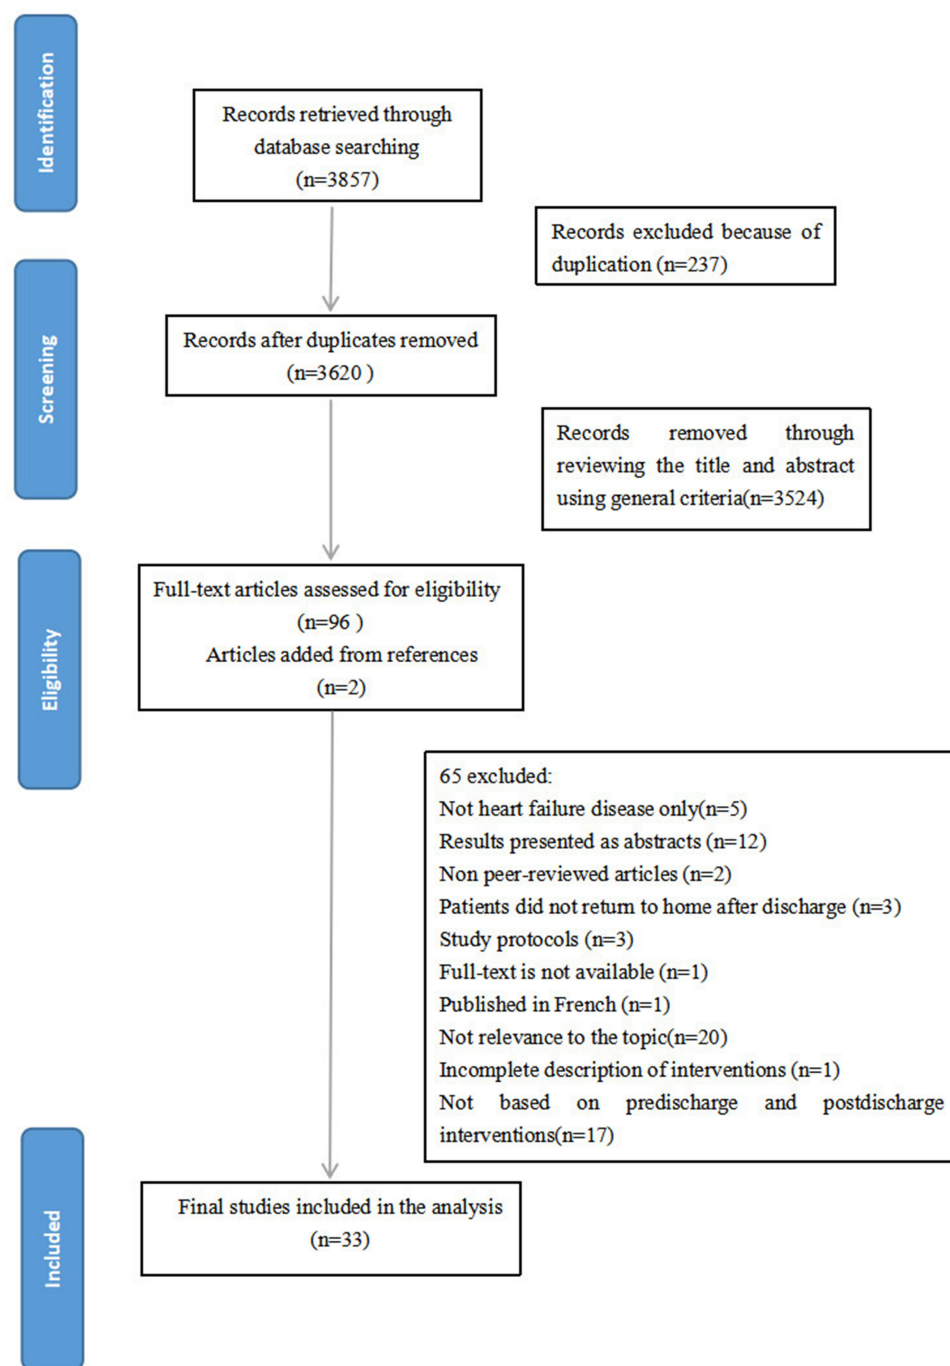 Identification
Records retrieved through
database searching
(n=3857)
Records excluded because of
duplication (n=237)
Screening
Records after duplicates removed
(n=3620 )
Records removed through
reviewing the title and abstract
using general criteria(n=3524)
Eligibility
Full-text articles assessed for eligibility
(n=96 )
Articles added from references
(n=2)
65 excluded:
Not heart failure disease only(n=5)
Results presented as abstracts (n=12)
Non peer-reviewed articles (n=2)
Patients did not return to home after discharge (n=3)
Study protocols (n=3)
Full-text is not available (n=1)
Published in French (n=1)
Not relevance to the topic(n=20)
Incomplete description of interventions (n=1)
Not based on predischarge and postdischarge
interventions(n=17)
Included
Final studies included in the analysis
(n=33)